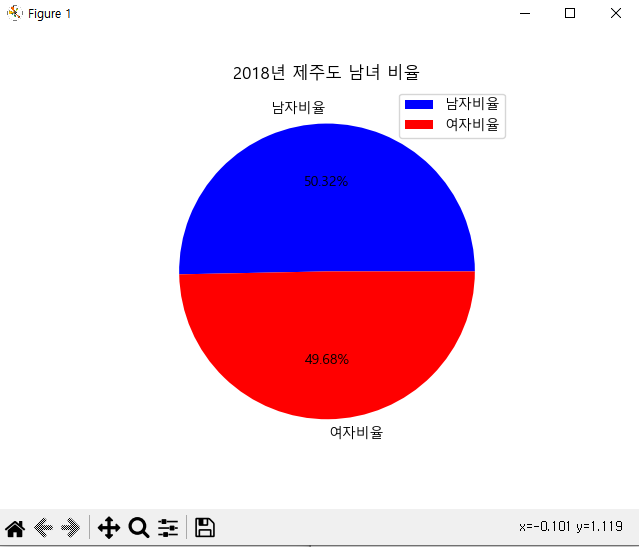 Figure 1
2018년 제주도 남녀 비율
남자비율
남자비율
여자비율
50.32%
49.68%
여자비율
x=-0.101 y=1.119